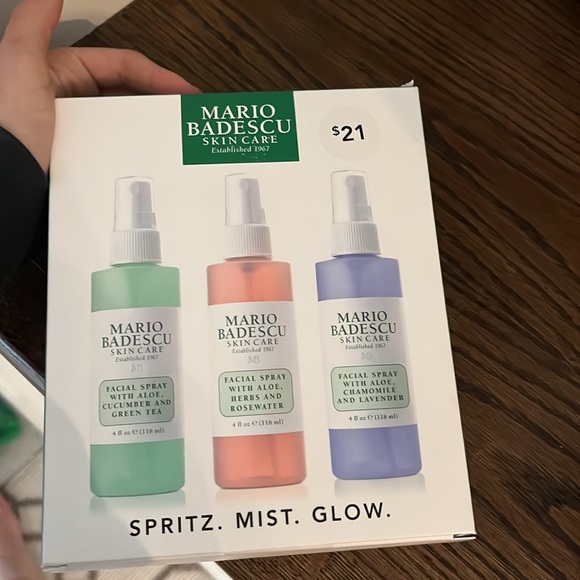 MARIO
BADESCU
SKIN CARE
Established 1967
$21
MARIO
BADESCU
SKIN CARE
Established 1967
MB
FACIAL SPRAY
WITH ALOE,
CUCUMBER AND
GREEN TEA
4 fl oz ℮ (118 ml)
MARIO
BADESCU
SKIN CARE
Established 1967
MB
FACIAL SPRAY
WITH ALOE,
HERBS AND
ROSEWATER
4 fl oz ℮ (118 ml)
MARIO
BADESCU
SKIN CARE
Established 1967
MB
FACIAL SPRAY
WITH ALOE,
CHAMOMILE
AND LAVENDER
4 fl oz ℮ (118 ml)
SPRITZ. MIST. GLOW.